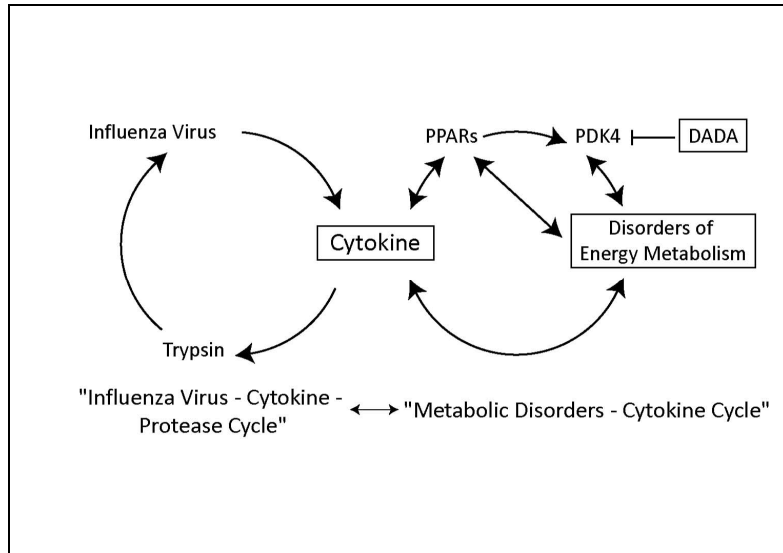 Influenza Virus
PPARs
PDK4
DADA
Cytokine
Disorders of
Energy Metabolism
Trypsin
"Influenza Virus - Cytokine -
Protease Cycle"
"Metabolic Disorders - Cytokine Cycle"